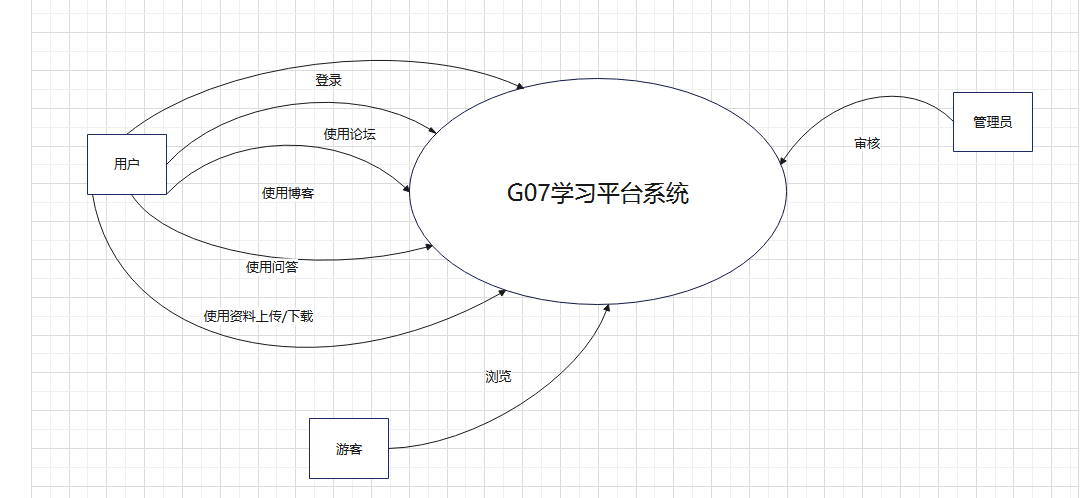 登录
管理员
使用论坛
审核
用户
使用博客
G07学习平台系统
使用问答
使用资料上传/下载
浏览
游客